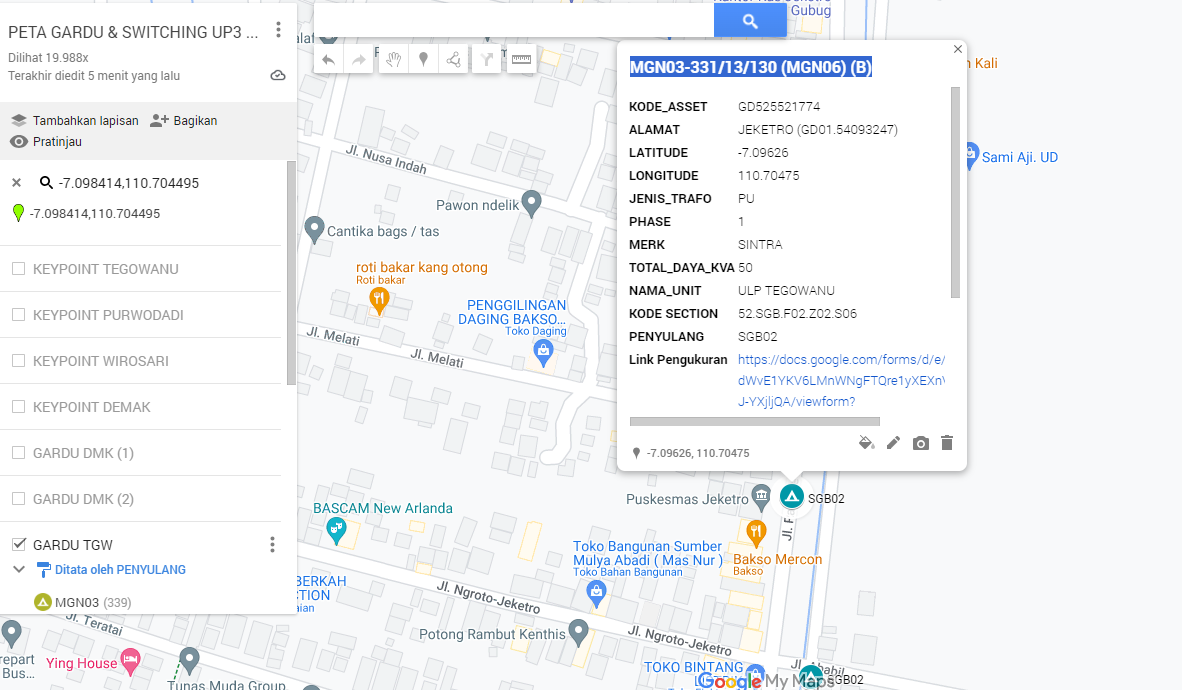 PETA GARDU & SWITCHING UP3 ...
Dilihat 19.988x
Terakhir diedit 5 menit yang lalu
Tambahkan lapisan
Bagikan
Pratinjau
-7.098414,110.704495
-7.098414,110.704495
KEYPOINT TEGOWANU
KEYPOINT PURWODADI
KEYPOINT WIROSARI
KEYPOINT DEMAK
GARDU DMK (1)
GARDU DMK (2)
GARDU TGW
Ditata oleh PENYULANG
MGN03 (339)
Gubug
n Kali
Sami Aji. UD
Jl. Nusa Indah
Pawon ndelik
Cantika bags / tas
roti bakar kang otong
Roti bakar
PENGGILINGAN
DAGING BAKSO...
Toko Daging
Jl. Melati
Jl. Melati
MGN03-331/13/130 (MGN06) (B)
KODE_ASSET GD525521774
ALAMAT JEKETRO (GD01.54093247)
LATITUDE -7.09626
LONGITUDE 110.70475
JENIS_TRAFO PU
PHASE 1
MERK SINTRA
TOTAL_DAYA_KVA 50
NAMA_UNIT ULP TEGOWANU
KODE SECTION 52.SGB.F02.Z02.S06
PENYULANG SGB02
Link Pengukuran https://docs.google.com/forms/d/e/
dWvE1YKV6LMnWNgFTQre1yXEXnV
J-YXjljQA/viewform?
-7.09626, 110.70475
Puskesmas Jeketro
SGB02
BASCAM New Arlanda
Toko Bangunan Sumber
Mulya Abadi ( Mas Nur )
Toko Bahan Bangunan
Bakso Mercon
Bakso
BERKAH
CTION
aian
Jl. Ngroto-Jeketro
Jl. Teratai
Potong Rambut Kenthis
Jl. Ngroto-Jeketro
repart
Bus...
Ying House
Tunas Muda Group.
TOKO BINTANG
Google My Maps
SGB02